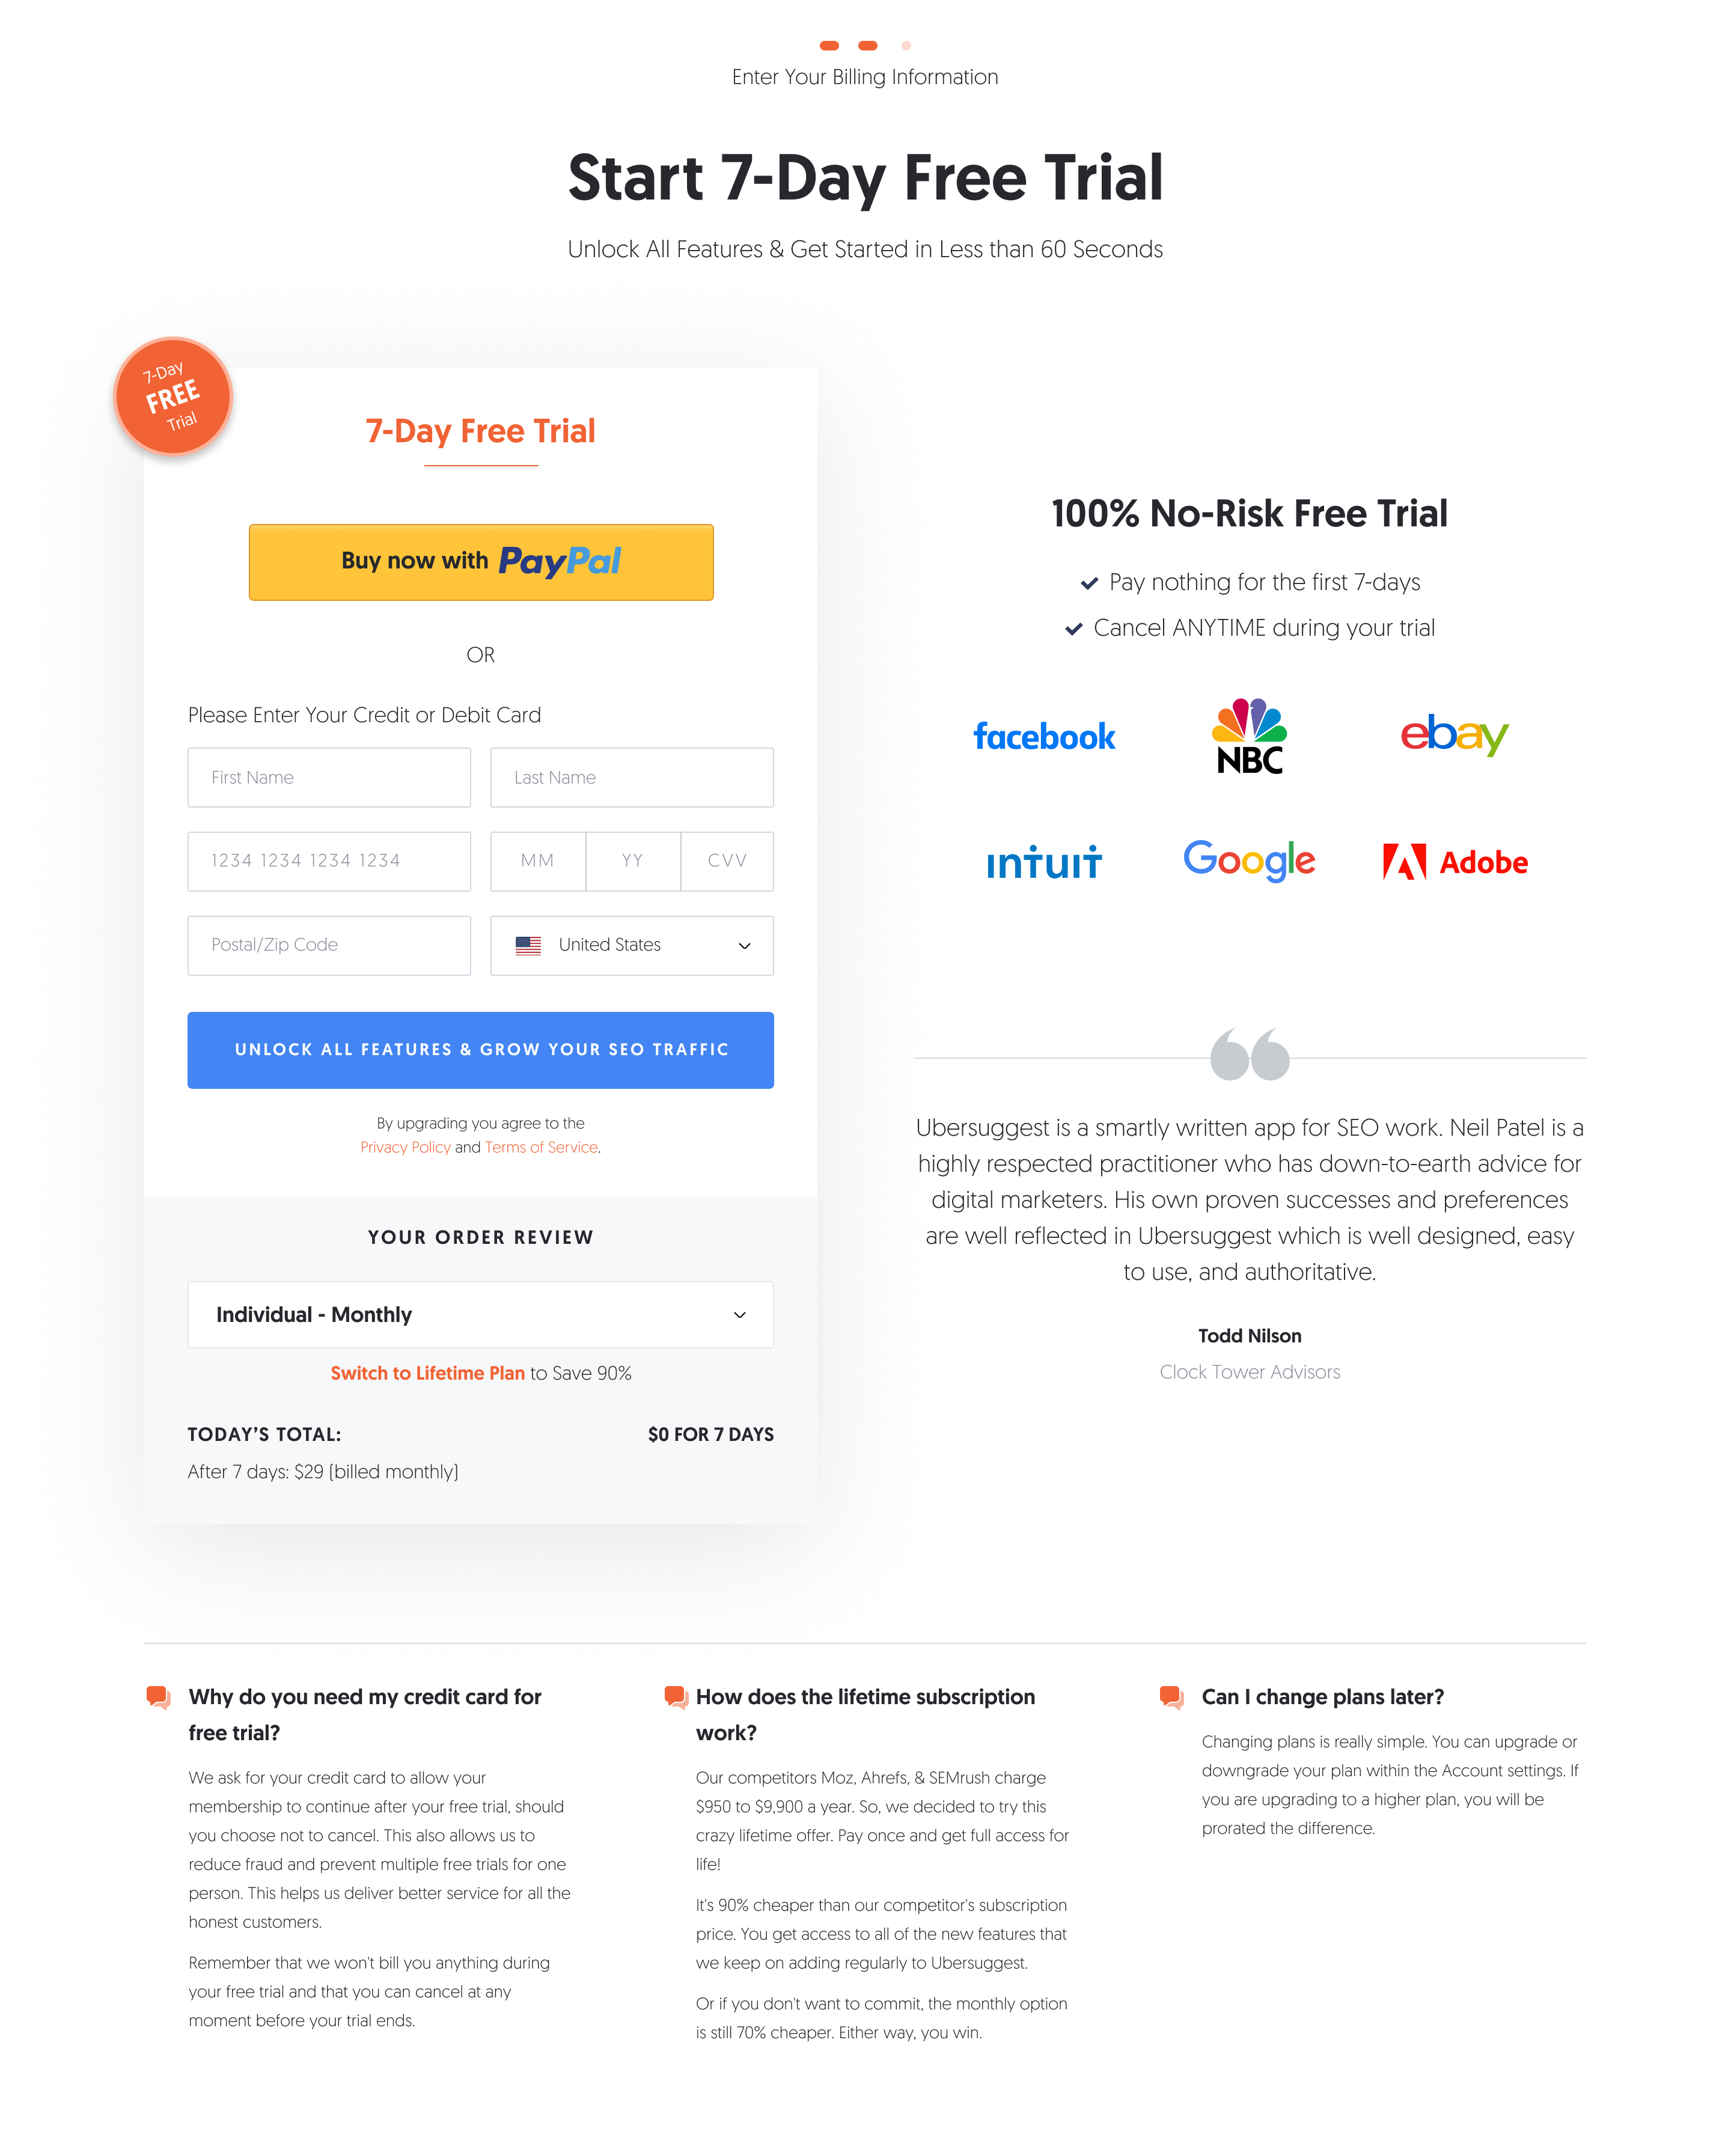 Enter Your Billing Information
Start 7-Day Free Trial
Unlock All Features & Get Started in Less than 60 Seconds
7-Day
FREE
Trial
7-Day Free Trial
Buy now with PayPal
OR
Please Enter Your Credit or Debit Card
First Name
Last Name
1234 1234 1234 1234
MM
YY
CVV
Postal/Zip Code
United States
UNLOCK ALL FEATURES & GROW YOUR SEO TRAFFIC
By upgrading you agree to the
Privacy Policy and Terms of Service.
YOUR ORDER REVIEW
Individual - Monthly
Switch to Lifetime Plan to Save 90%
TODAY'S TOTAL:
$0 FOR 7 DAYS
After 7 days: $29 (billed monthly)
100% No-Risk Free Trial
Pay nothing for the first 7-days
Cancel ANYTIME during your trial
facebook
NBC
ebay
intuit
Google
Adobe
Ubersuggest is a smartly written app for SEO work. Neil Patel is a
highly respected practitioner who has down-to-earth advice for
digital marketers. His own proven successes and preferences
are well reflected in Ubersuggest which is well designed, easy
to use, and authoritative.
Todd Nilson
Clock Tower Advisors
Why do you need my credit card for
free trial?
We ask for your credit card to allow your
membership to continue after your free trial, should
you choose not to cancel. This also allows us to
reduce fraud and prevent multiple free trials for one
person. This helps us deliver better service for all the
honest customers.
Remember that we won't bill you anything during
your free trial and that you can cancel at any
moment before your trial ends.
How does the lifetime subscription
work?
Our competitors Moz, Ahrefs, & SEMrush charge
$950 to $9,900 a year. So, we decided to try this
crazy lifetime offer. Pay once and get full access for
life!
It's 90% cheaper than our competitor's subscription
price. You get access to all of the new features that
we keep on adding regularly to Ubersuggest.
Or if you don't want to commit, the monthly option
is still 70% cheaper. Either way, you win.
Can I change plans later?
Changing plans is really simple. You can upgrade or
downgrade your plan within the Account settings. If
you are upgrading to a higher plan, you will be
prorated the difference.